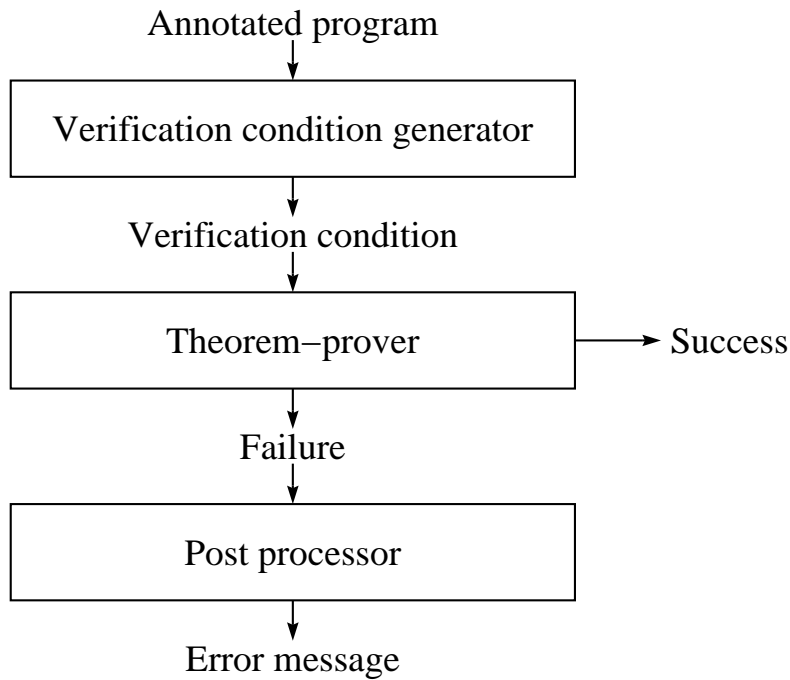 Annotated program
Verification condition generator
Verification condition
Theorem−prover
Success
Failure
Post processor
Error message